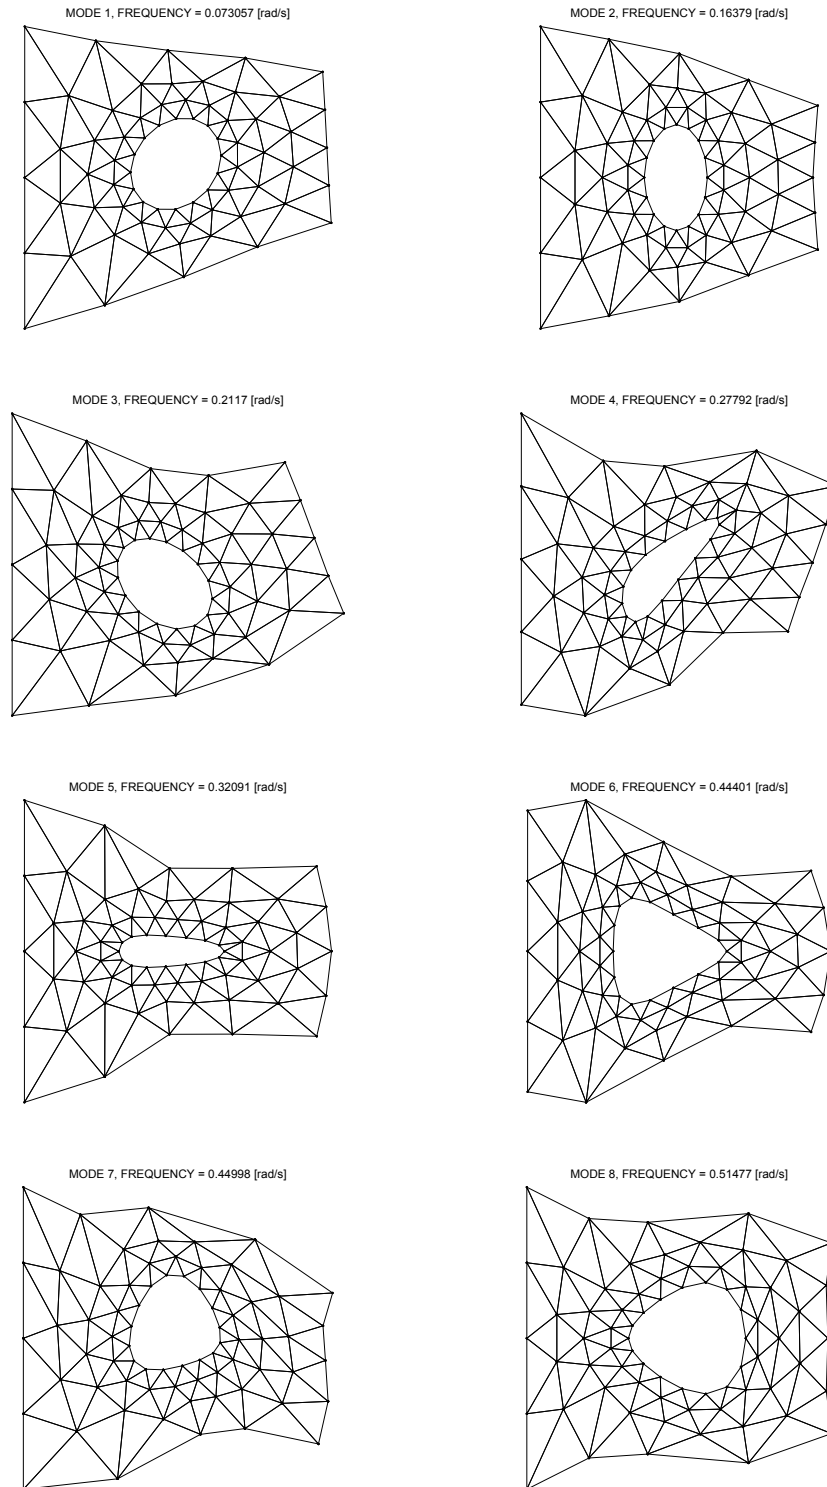 MODE 1, FREQUENCY = 0.073057 [rad/s]
MODE 2, FREQUENCY = 0.16379 [rad/s]
MODE 3, FREQUENCY = 0.2117 [rad/s]
MODE 4, FREQUENCY = 0.27792 [rad/s]
MODE 5, FREQUENCY = 0.32091 [rad/s]
MODE 6, FREQUENCY = 0.44401 [rad/s]
MODE 7, FREQUENCY = 0.44998 [rad/s]
MODE 8, FREQUENCY = 0.51477 [rad/s]